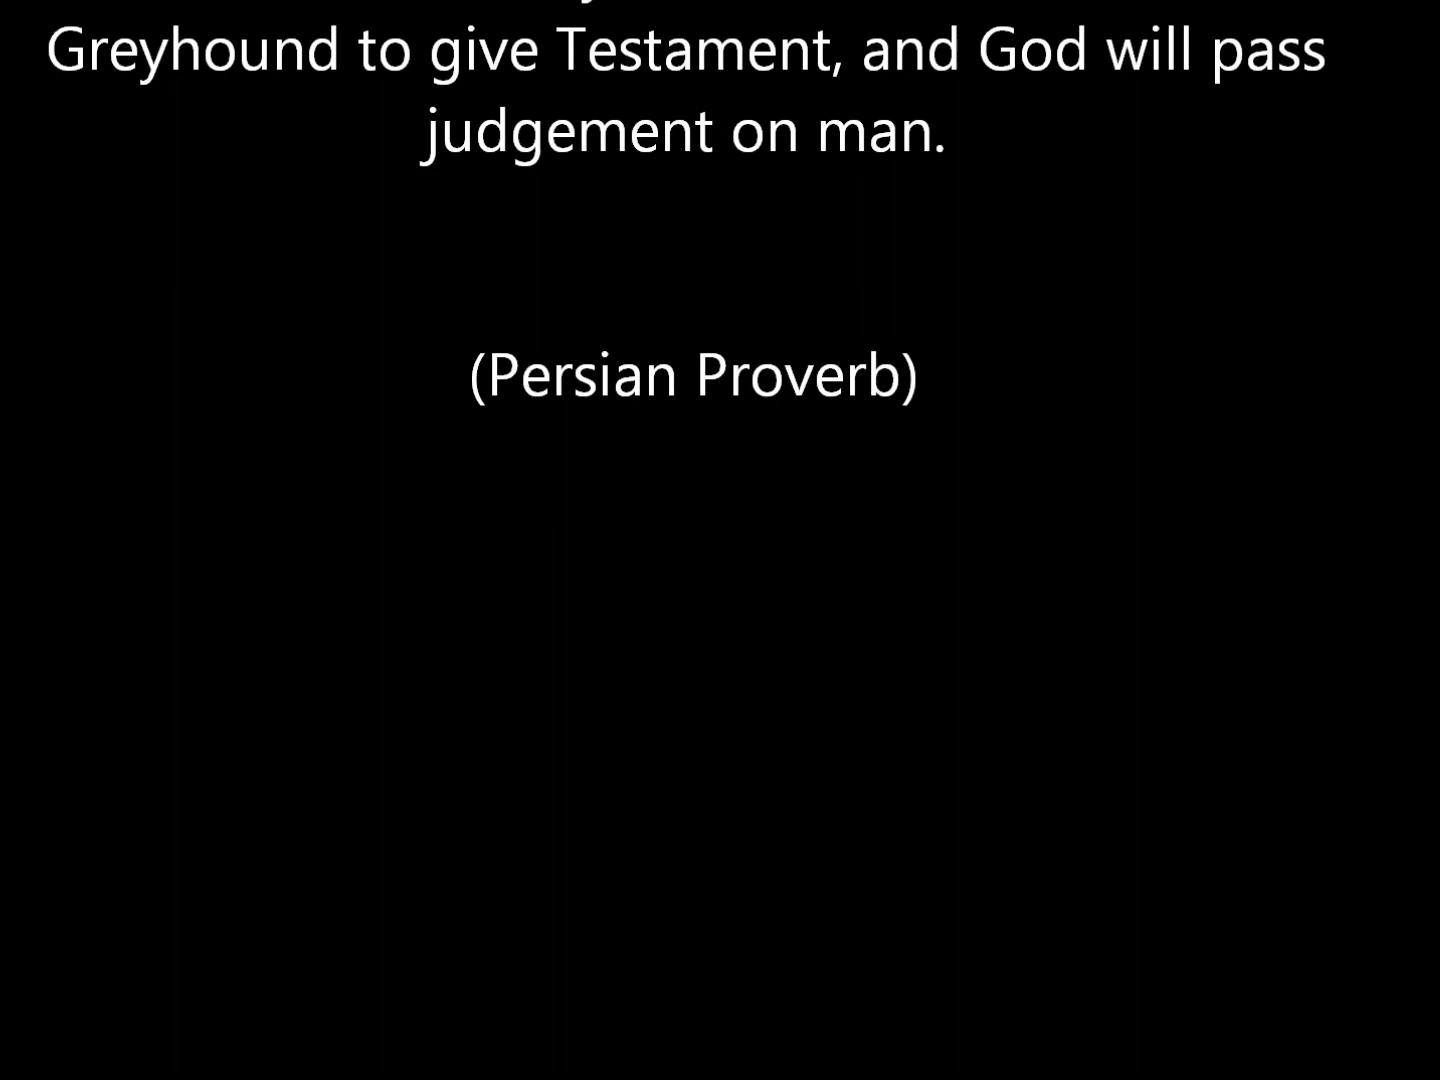 Greyhound to give Testament, and God will pass
judgement on man.
(Persian Proverb)